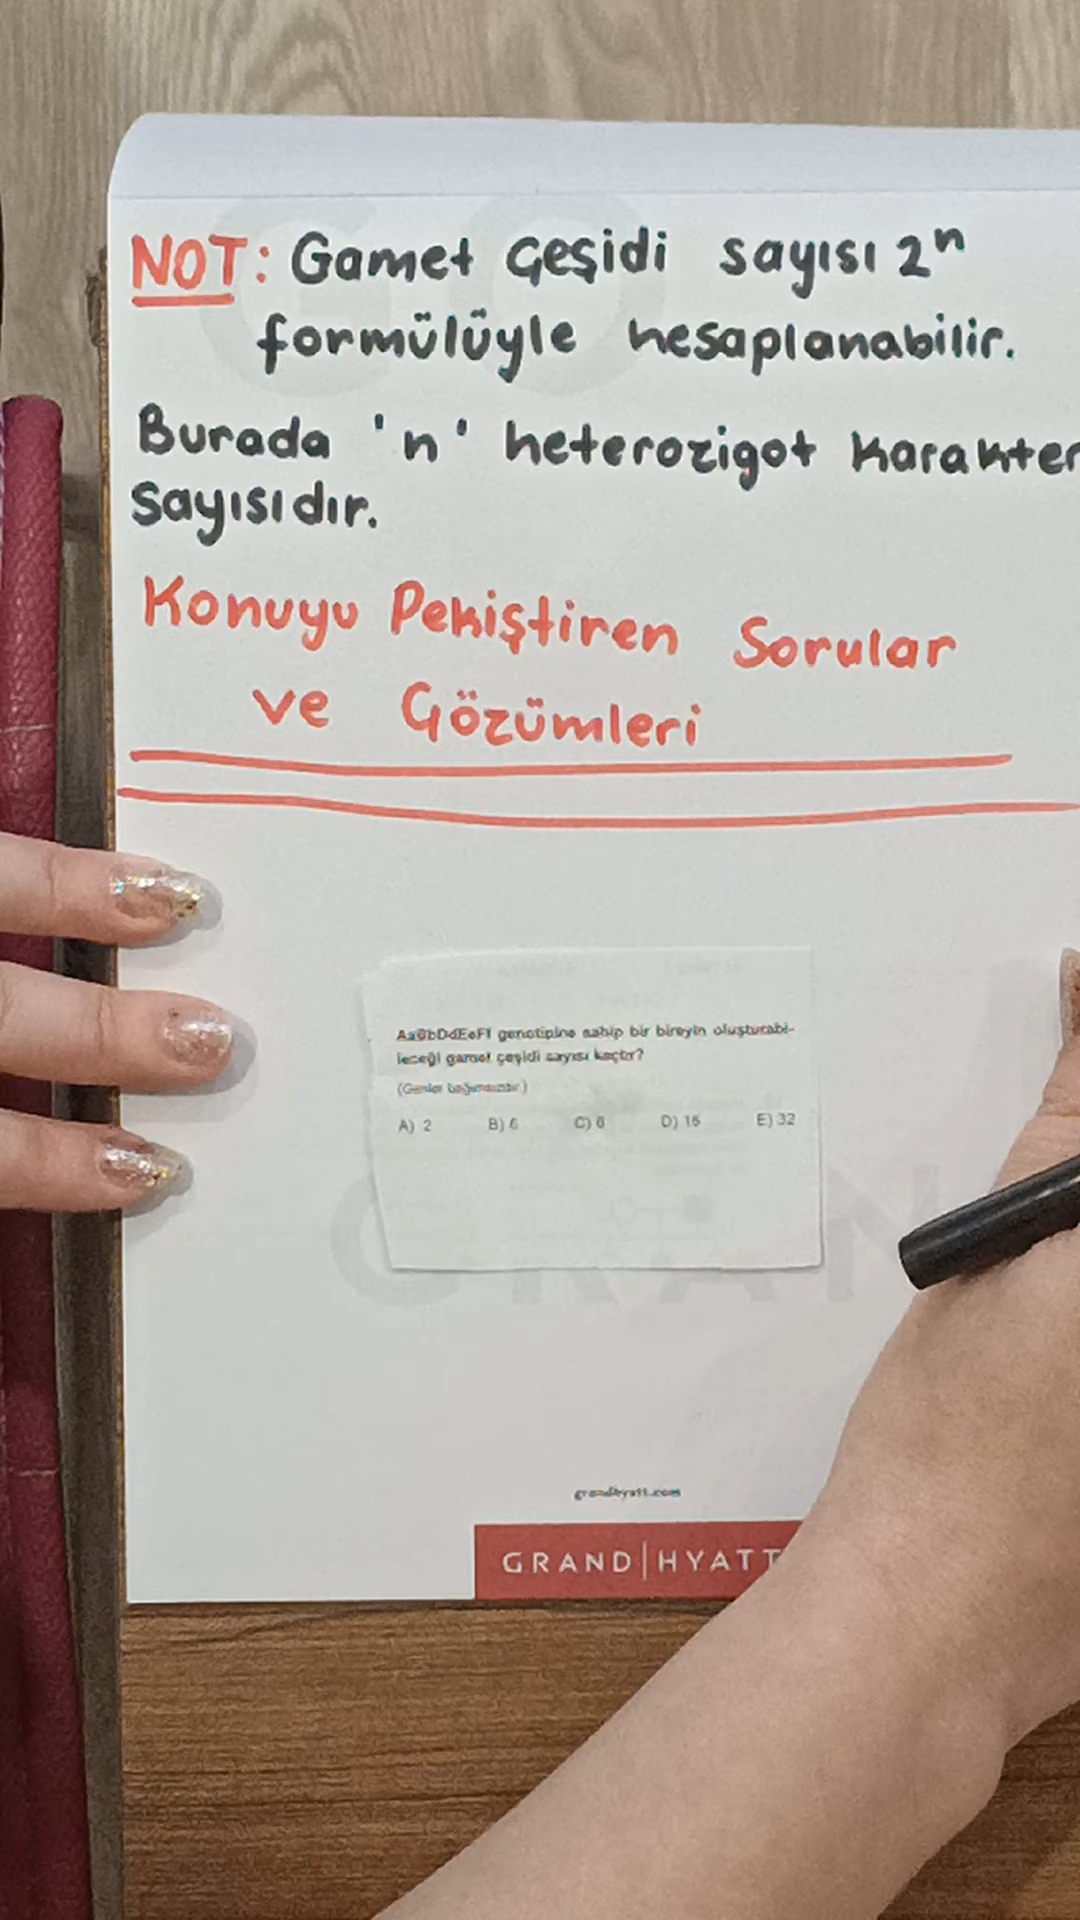 NOT: Gamet Çeşidi sayısı 2ⁿ
formülüyle hesaplanabilir.
Burada 'n' heterozigot Karakter
Sayısıdır.
Konuyu Pekiştiren Sorular
ve Çözümleri
AaBbDdEeFf genotipine sahip bir bireyin oluşturabi-
leceği gamet çeşidi sayısı kaçtır?
(Genler bağımsızdır.)
A) 2 B) 6 C) 8 D) 16 E) 32
grandhyatt.com
GRAND HYATT